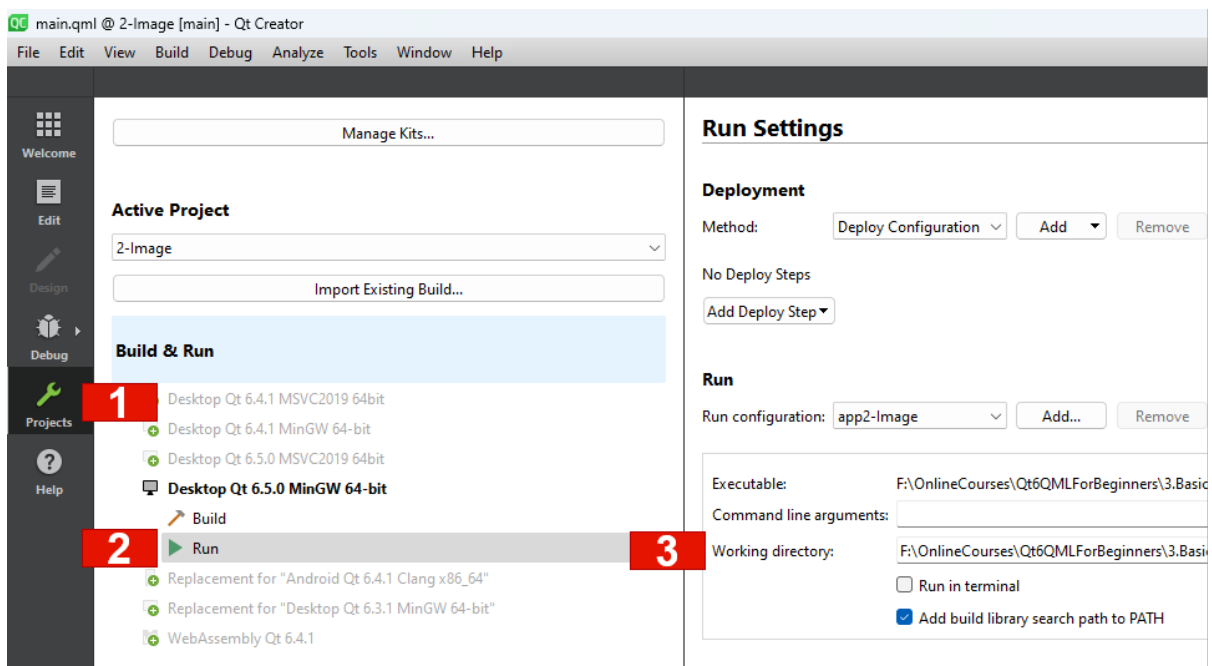 QC main.qml @ 2-Image [main] - Qt Creator
File Edit View Build Debug Analyze Tools Window Help
Welcome
Edit
Design
Debug
Projects
Help
Manage Kits...
Active Project
2-Image
Import Existing Build...
Build & Run
1
Desktop Qt 6.4.1 MSVC2019 64bit
Desktop Qt 6.4.1 MinGW 64-bit
Desktop Qt 6.5.0 MSVC2019 64bit
Desktop Qt 6.5.0 MinGW 64-bit
Build
2 Run
Replacement for "Android Qt 6.4.1 Clang x86_64"
Replacement for "Desktop Qt 6.3.1 MinGW 64-bit"
WebAssembly Qt 6.4.1
Run Settings
Deployment
Method: Deploy Configuration Add Remove
No Deploy Steps
Add Deploy Step
Run
Run configuration: app2-Image Add... Remove
Executable: F:\OnlineCourses\Qt6QMLForBeginners\3.Basic
Command line arguments:
3 Working directory: F:\OnlineCourses\Qt6QMLForBeginners\3.Basi
Run in terminal
Add build library search path to PATH